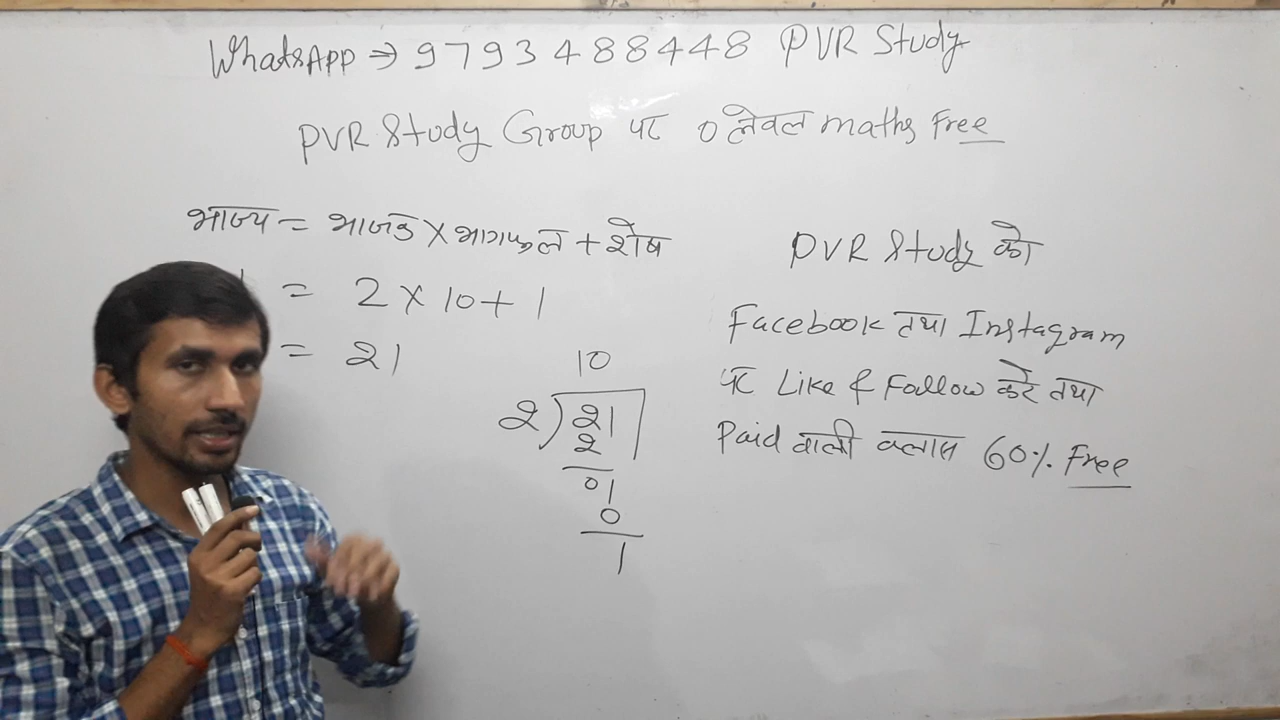 WhatsApp → 9793488448 PVR Study
PVR Study Group पर 0 लेवल maths Free
भाज्य = भाजक × भागफल + शेष
= 2 × 10 + 1
= 21
10
2) 21
2
01
0
1
PVR Study को
Facebook तथा Instagram
पर Like & Follow करे तथा
Paid वाली क्लास 60% Free